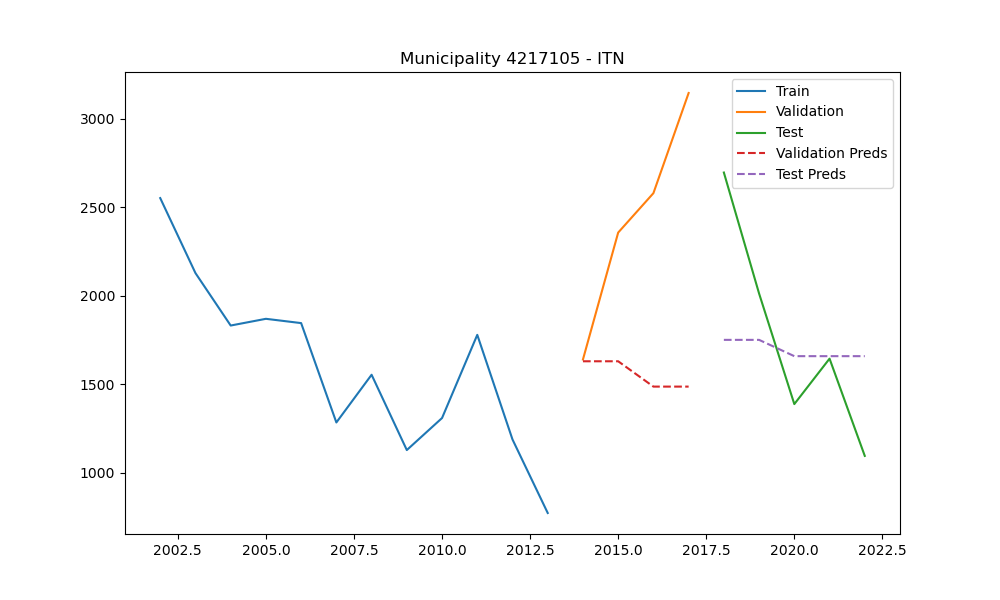 Municipality 4217105 - ITN
Train
Validation
Test
Validation Preds
Test Preds
3000
2500
2000
1500
1000
2002.5 2005.0 2007.5 2010.0 2012.5 2015.0 2017.5 2020.0 2022.5